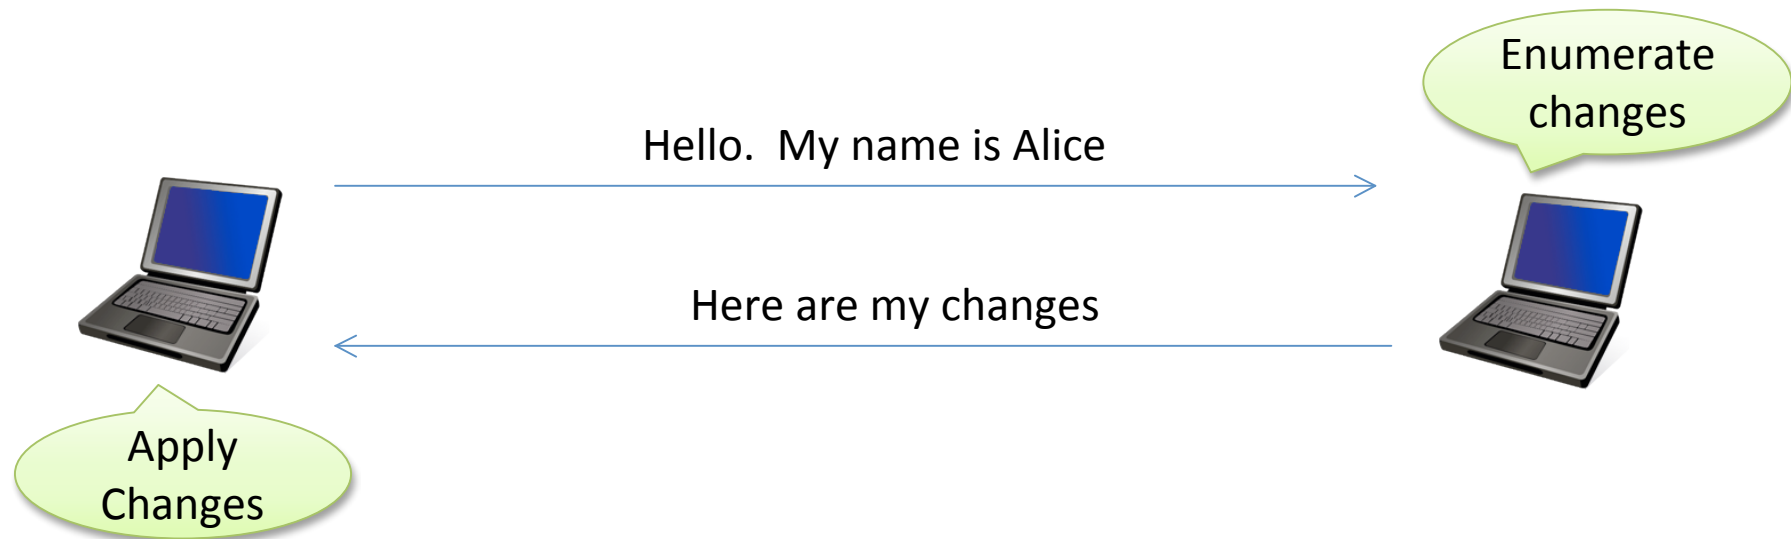 Enumerate
changes
Hello.  My name is Alice
Here are my changes
Apply
Changes